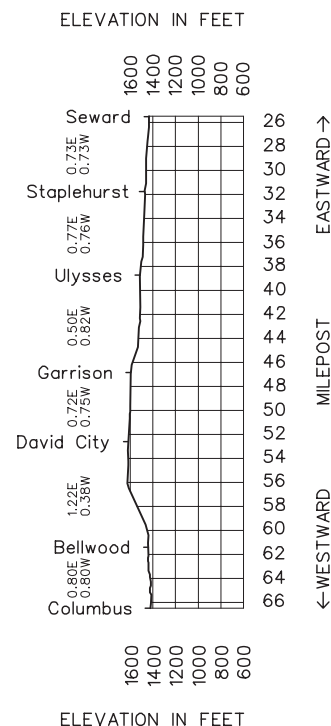 ELEVATION IN FEET
1600 1400 1200 1000 800 600
Seward
0.73E
0.73W
Staplehurst
0.77E
0.76W
Ulysses
0.50E
0.82W
Garrison
0.72E
0.75W
David City
1.22E
0.38W
Bellwood
0.80E
0.80W
Columbus
26
28
30
32
34
36
38
40
42
44
46
48
50
52
54
56
58
60
62
64
66
EASTWARD→
MILEPOST
←WESTWARD
1600 1400 1200 1000 800 600
ELEVATION IN FEET